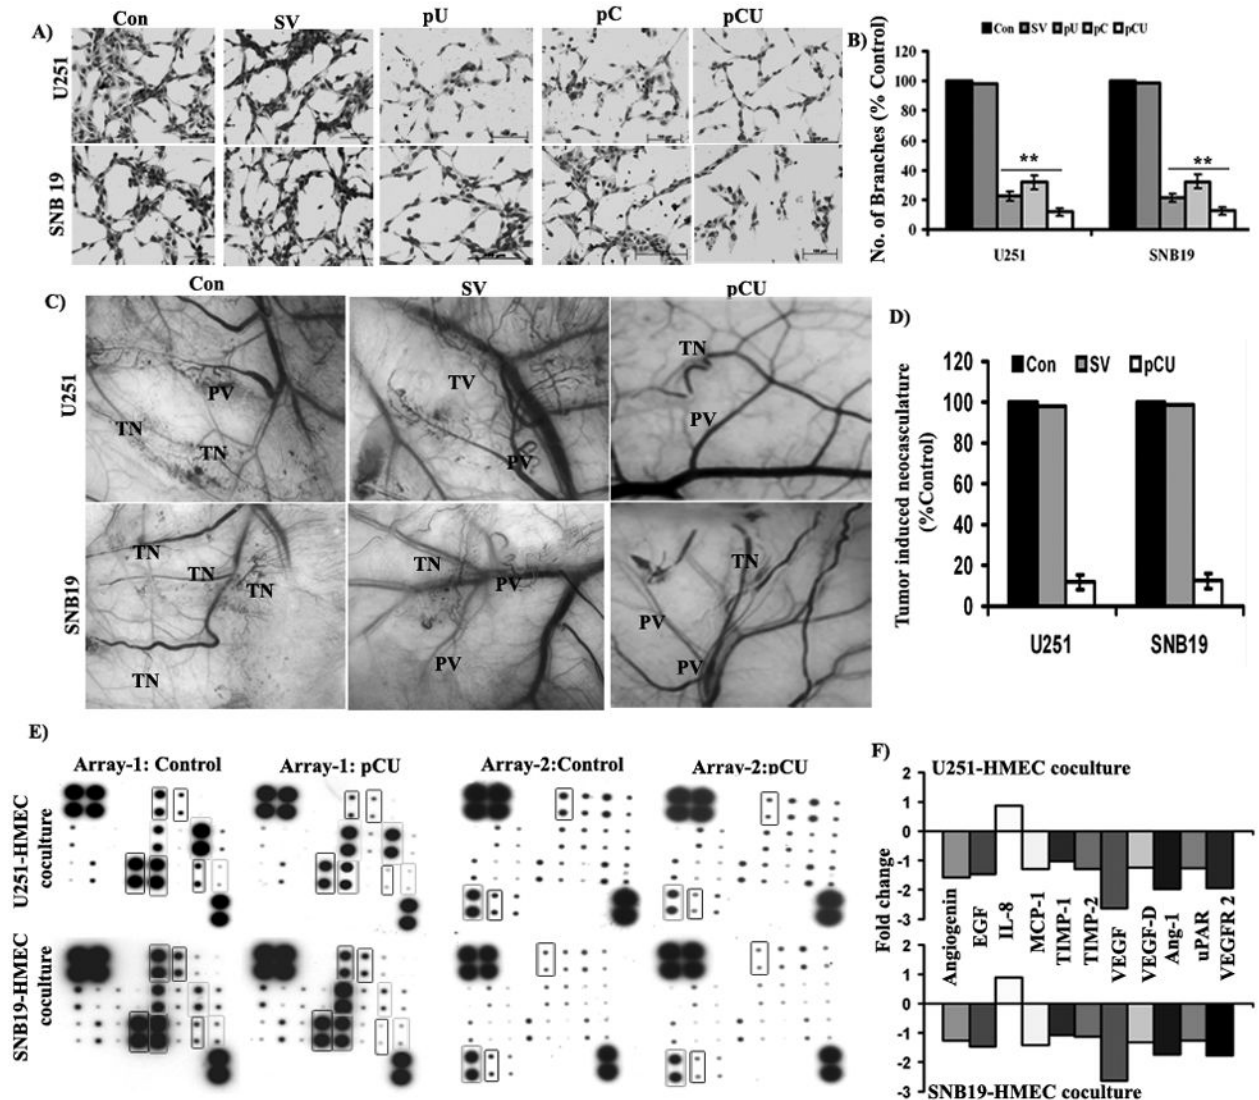 A)
Con
SV
pU
pC
pCU
U251
SNB 19
B)
Con SV pU pC pCU
No. of Branches (% Control)
120
100
80
60
40
20
0
**
**
U251
SNB19
C)
Con
SV
pCU
U251
PV
TN
TN
TV
PV
TN
PV
SNB19
TN
TN
TN
TN
TN
PV
PV
TN
PV
PV
D)
Con SV pCU
Tumor induced neocasculature
(%Control)
120
100
80
60
40
20
0
U251
SNB19
E)
Array-1: Control
Array-1: pCU
Array-2:Control
Array-2:pCU
U251-HMEC
coculture
SNB19-HMEC
coculture
F)
U251-HMEC coculture
Fold change
2
1
0
-1
-2
-3
Angiogenin
EGF
IL-8
MCP-1
TIMP-1
TIMP-2
VEGF
VEGF-D
Ang-1
uPAR
VEGFR 2
2
1
0
-1
-2
-3
SNB19-HMEC coculture